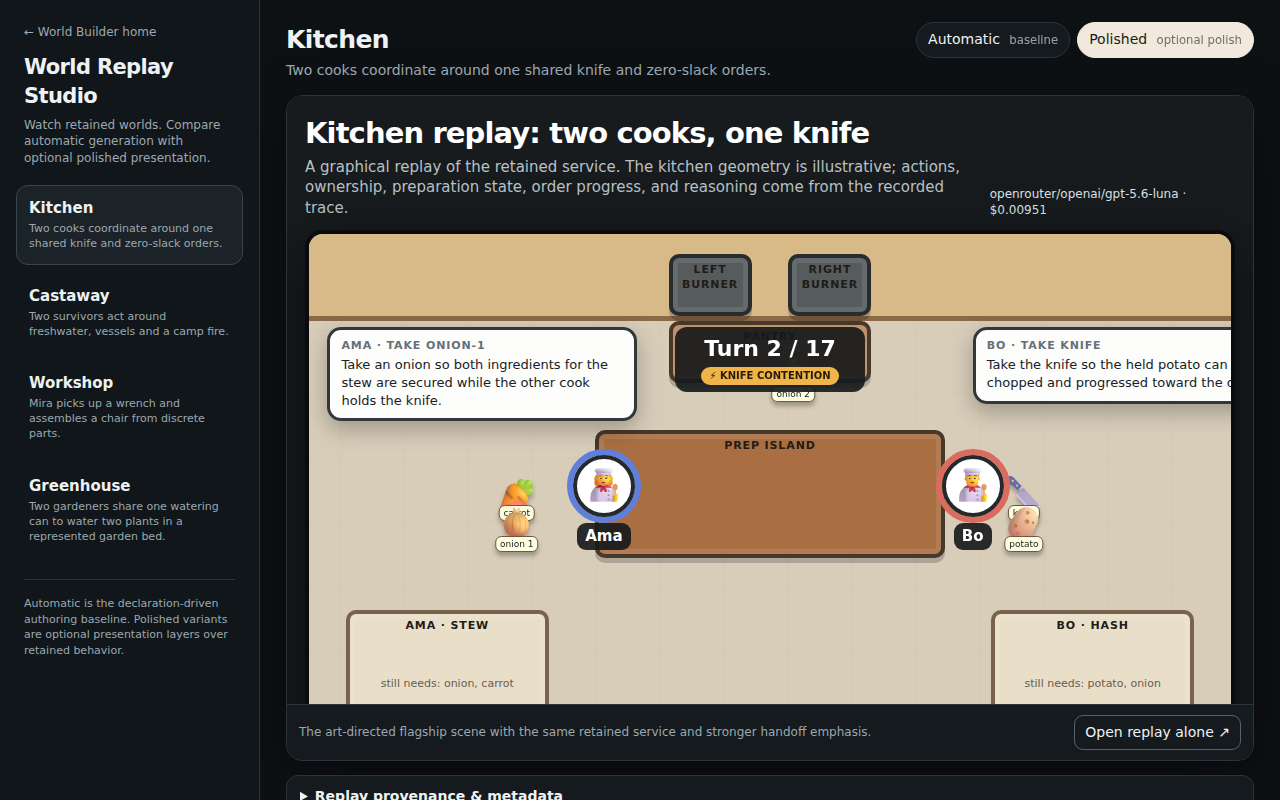 ← World Builder home
World Replay
Studio
Watch retained worlds. Compare
automatic generation with
optional polished presentation.
Kitchen
Two cooks coordinate around one
shared knife and zero-slack orders.
Castaway
Two survivors act around
freshwater, vessels and a camp fire.
Workshop
Mira picks up a wrench and
assembles a chair from discrete
parts.
Greenhouse
Two gardeners share one watering
can to water two plants in a
represented garden bed.
Automatic is the declaration-driven
authoring baseline. Polished variants
are optional presentation layers over
retained behavior.
Kitchen
Two cooks coordinate around one shared knife and zero-slack orders.
Automatic baseline
Polished optional polish
Kitchen replay: two cooks, one knife
A graphical replay of the retained service. The kitchen geometry is illustrative; actions,
ownership, preparation state, order progress, and reasoning come from the recorded
trace.
openrouter/openai/gpt-5.6-luna ·
$0.00951
LEFT
BURNER
RIGHT
BURNER
PANTRY
Turn 2 / 17
⚡ KNIFE CONTENTION
onion 2
AMA · TAKE ONION-1
Take an onion so both ingredients for the
stew are secured while the other cook
holds the knife.
BO · TAKE KNIFE
Take the knife so the held potato can
chopped and progressed toward the
PREP ISLAND
carrot
onion 1
Ama
Bo
potato
AMA · STEW
still needs: onion, carrot
BO · HASH
still needs: potato, onion
The art-directed flagship scene with the same retained service and stronger handoff emphasis.
Open replay alone ↗
▶ Replay provenance & metadata